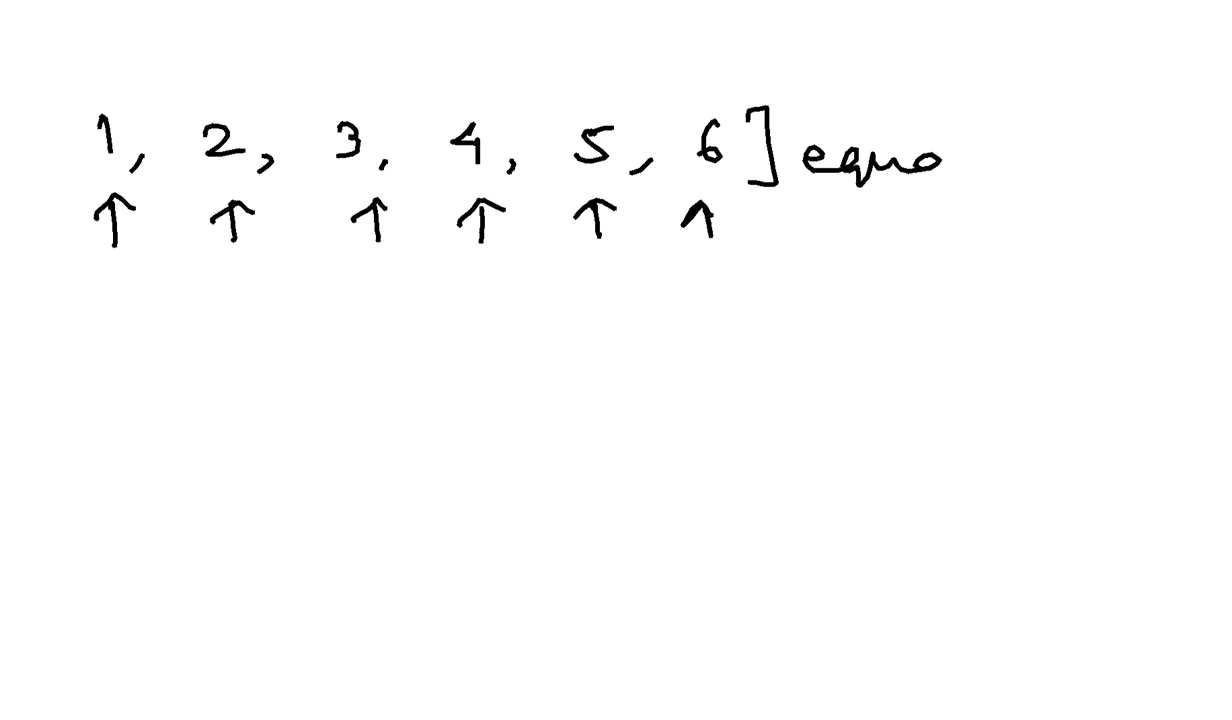 1, 2, 3, 4, 5, 6 ] equo
↑ ↑ ↑ ↑ ↑ ↑